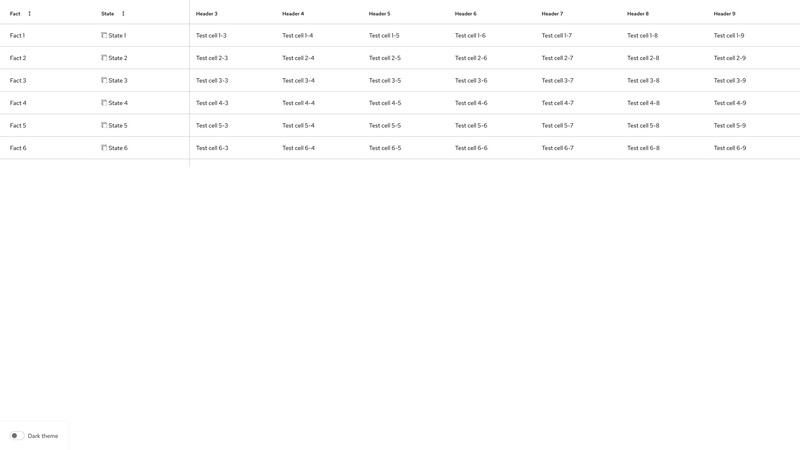 Fact State Header 3 Header 4 Header 5 Header 6 Header 7 Header 8 Header 9
Fact 1 State 1 Test cell 1-3 Test cell 1-4 Test cell 1-5 Test cell 1-6 Test cell 1-7 Test cell 1-8 Test cell 1-9
Fact 2 State 2 Test cell 2-3 Test cell 2-4 Test cell 2-5 Test cell 2-6 Test cell 2-7 Test cell 2-8 Test cell 2-9
Fact 3 State 3 Test cell 3-3 Test cell 3-4 Test cell 3-5 Test cell 3-6 Test cell 3-7 Test cell 3-8 Test cell 3-9
Fact 4 State 4 Test cell 4-3 Test cell 4-4 Test cell 4-5 Test cell 4-6 Test cell 4-7 Test cell 4-8 Test cell 4-9
Fact 5 State 5 Test cell 5-3 Test cell 5-4 Test cell 5-5 Test cell 5-6 Test cell 5-7 Test cell 5-8 Test cell 5-9
Fact 6 State 6 Test cell 6-3 Test cell 6-4 Test cell 6-5 Test cell 6-6 Test cell 6-7 Test cell 6-8 Test cell 6-9
Dark theme